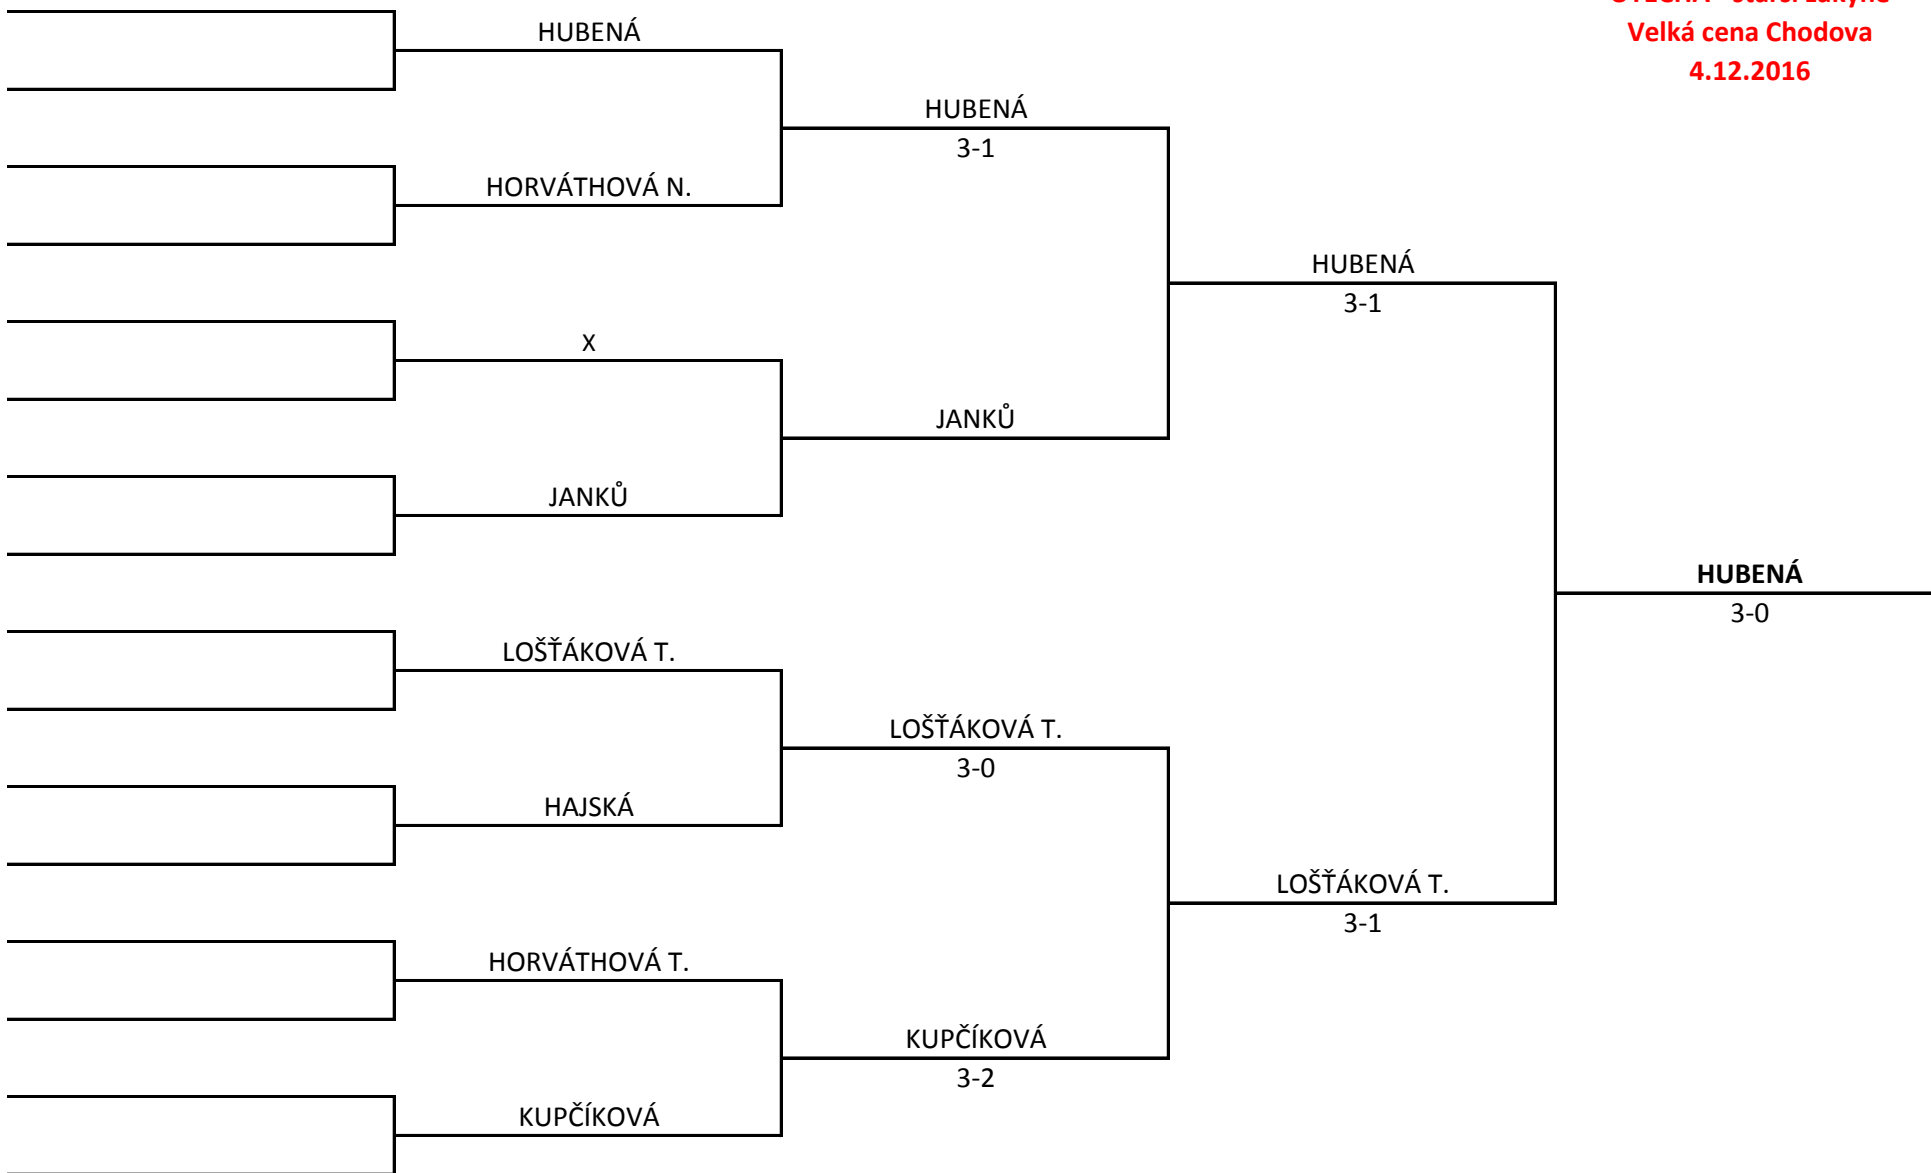 Velká cena Chodova
4.12.2016
HUBENÁ
HORVÁTHOVÁ N.
X
JANKŮ
LOŠŤÁKOVÁ T.
HAJSKÁ
HORVÁTHOVÁ T.
KUPČÍKOVÁ
HUBENÁ
3-1
JANKŮ
LOŠŤÁKOVÁ T.
3-0
KUPČÍKOVÁ
3-2
HUBENÁ
3-1
LOŠŤÁKOVÁ T.
3-1
HUBENÁ
3-0